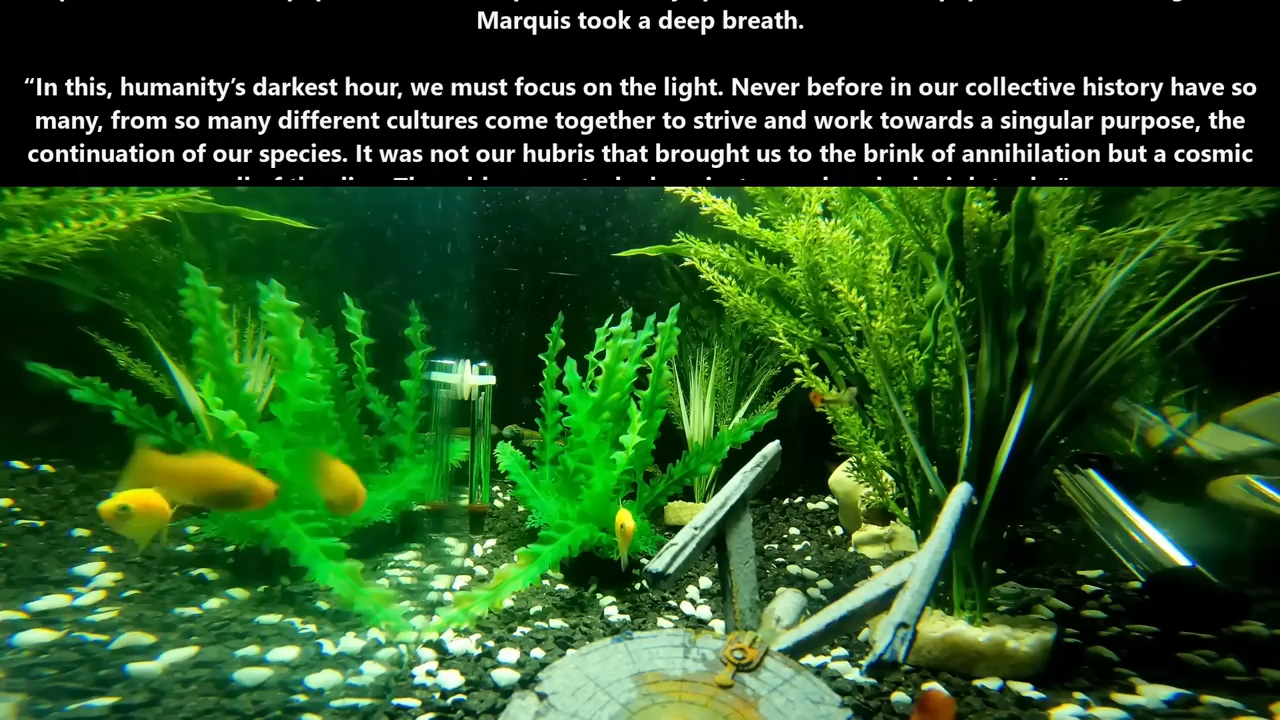 Marquis took a deep breath.
“In this, humanity’s darkest hour, we must focus on the light. Never before in our collective history have so
many, from so many different cultures come together to strive and work towards a singular purpose, the
continuation of our species. It was not our hubris that brought us to the brink of annihilation but a cosmic